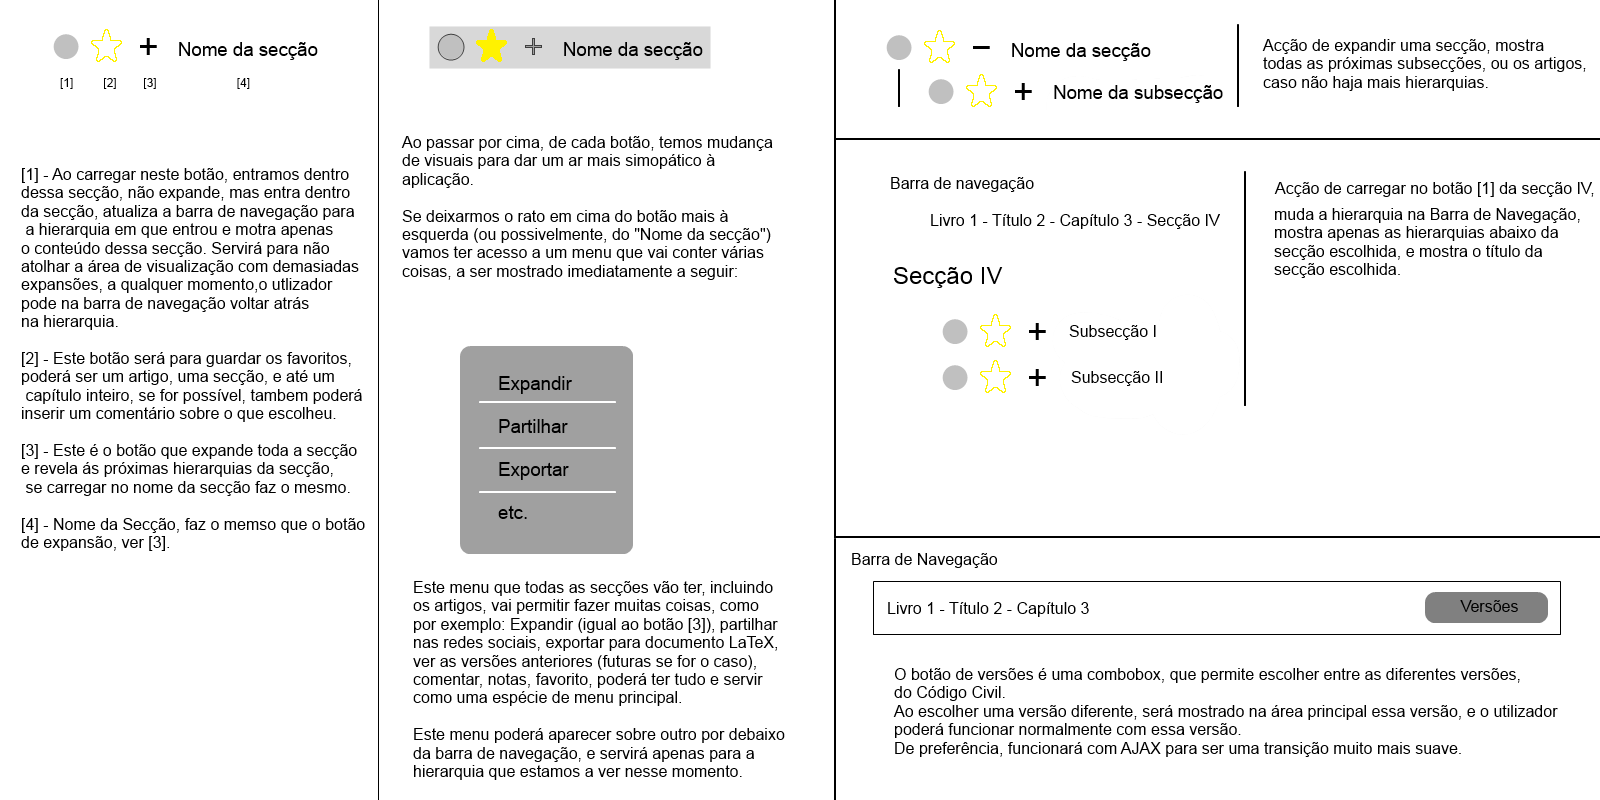 Nome da secção
[1] [2] [3] [4]
[1] - Ao carregar neste botão, entramos dentro
dessa secção, não expande, mas entra dentro
da secção, atualiza a barra de navegação para
a hierarquia em que entrou e motra apenas
o conteúdo dessa secção. Servirá para não
atolhar a área de visualização com demasiadas
expansões, a qualquer momento,o utlizador
pode na barra de navegação voltar atrás
na hierarquia.
[2] - Este botão será para guardar os favoritos,
poderá ser um artigo, uma secção, e até um
capítulo inteiro, se for possível, tambem poderá
inserir um comentário sobre o que escolheu.
[3] - Este é o botão que expande toda a secção
e revela ás próximas hierarquias da secção,
se carregar no nome da secção faz o mesmo.
[4] - Nome da Secção, faz o memso que o botão
de expansão, ver [3].
Nome da secção
Ao passar por cima, de cada botão, temos mudança
de visuais para dar um ar mais simopático à
aplicação.
Se deixarmos o rato em cima do botão mais à
esquerda (ou possivelmente, do "Nome da secção")
vamos ter acesso a um menu que vai conter várias
coisas, a ser mostrado imediatamente a seguir:
Expandir
Partilhar
Exportar
etc.
Este menu que todas as secções vão ter, incluindo
os artigos, vai permitir fazer muitas coisas, como
por exemplo: Expandir (igual ao botão [3]), partilhar
nas redes sociais, exportar para documento LaTeX,
ver as versões anteriores (futuras se for o caso),
comentar, notas, favorito, poderá ter tudo e servir
como uma espécie de menu principal.
Este menu poderá aparecer sobre outro por debaixo
da barra de navegação, e servirá apenas para a
hierarquia que estamos a ver nesse momento.
Nome da secção
Nome da subsecção
Acção de expandir uma secção, mostra
todas as próximas subsecções, ou os artigos,
caso não haja mais hierarquias.
Barra de navegação
Livro 1 - Título 2 - Capítulo 3 - Secção IV
Secção IV
Subsecção I
Subsecção II
Acção de carregar no botão [1] da secção IV,
muda a hierarquia na Barra de Navegação,
mostra apenas as hierarquias abaixo da
secção escolhida, e mostra o título da
secção escolhida.
Barra de Navegação
Livro 1 - Título 2 - Capítulo 3
Versões
O botão de versões é uma combobox, que permite escolher entre as diferentes versões,
do Código Civil.
Ao escolher uma versão diferente, será mostrado na área principal essa versão, e o utilizador
poderá funcionar normalmente com essa versão.
De preferência, funcionará com AJAX para ser uma transição muito mais suave.